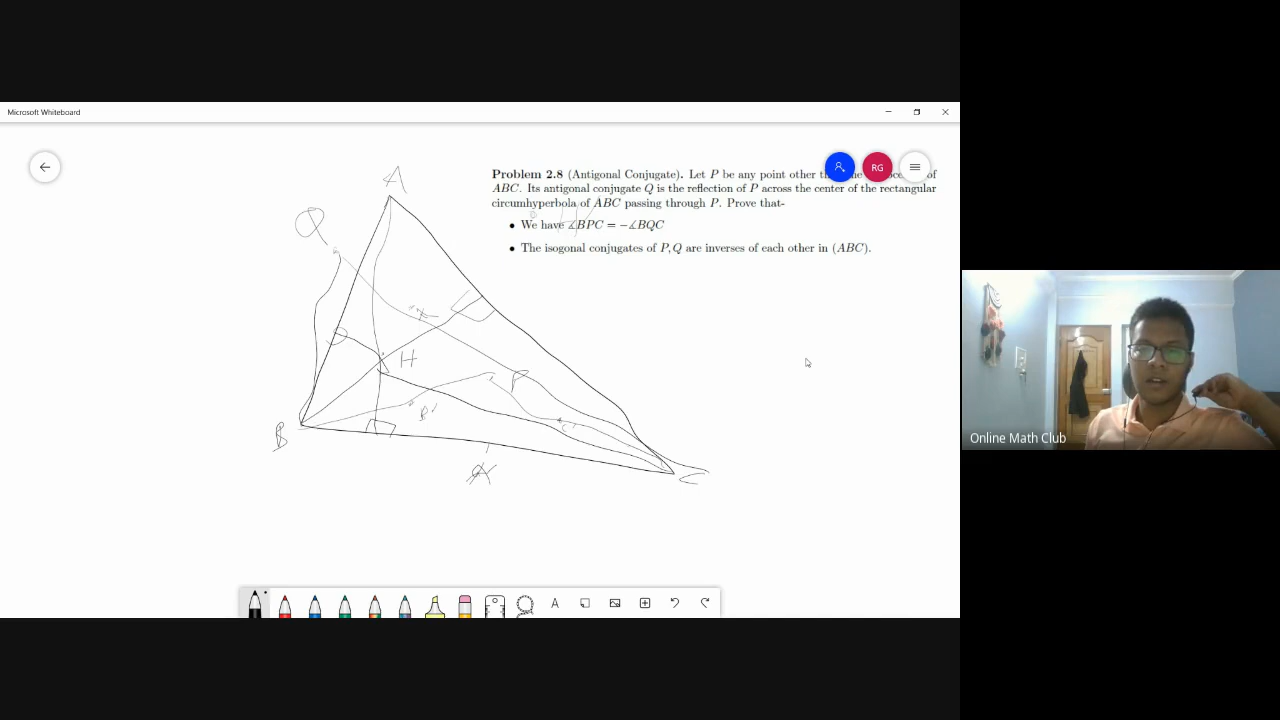 Microsoft Whiteboard
RG
Problem 2.8 (Antigonal Conjugate). Let P be any point other of
ABC. Its antigonal conjugate Q is the reflection of P across the center of the rectangular
circumhyperbola of ABC passing through P. Prove that-
• We have ∡BPC = −∡BQC
• The isogonal conjugates of P, Q are inverses of each other in (ABC).
A
Q
H
P
B'
C'
B
C
A
Online Math Club